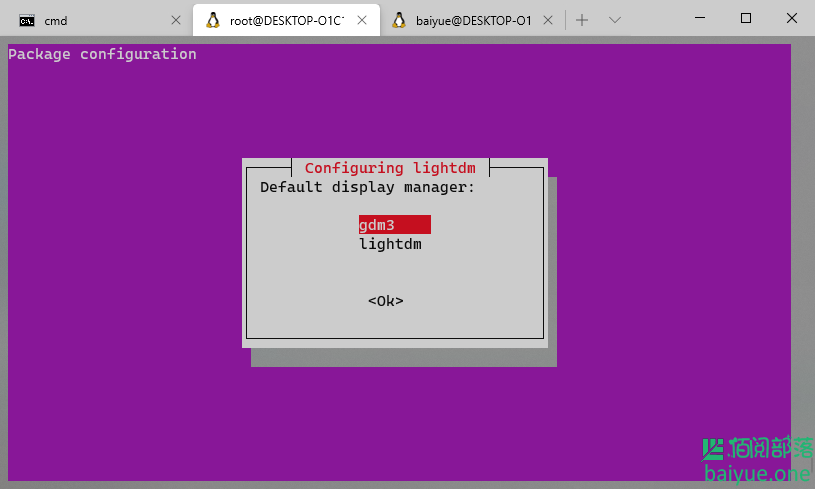 cmd
root@DESKTOP-O1C1
baiyue@DESKTOP-O1
Package configuration
Configuring lightdm
Default display manager:
gdm3
lightdm
<Ok>
佰阅部落
baiyue.one